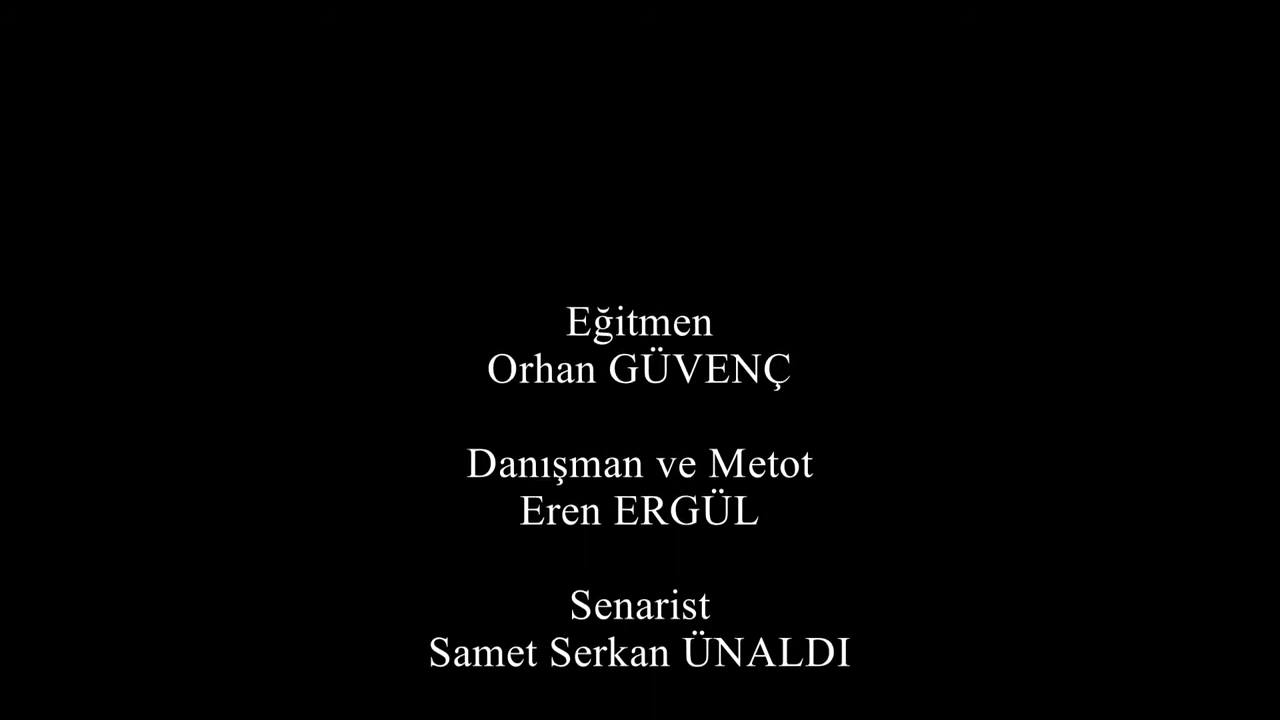 Eğitmen
Orhan GÜVENÇ
Danışman ve Metot
Eren ERGÜL
Senarist
Samet Serkan ÜNALDI